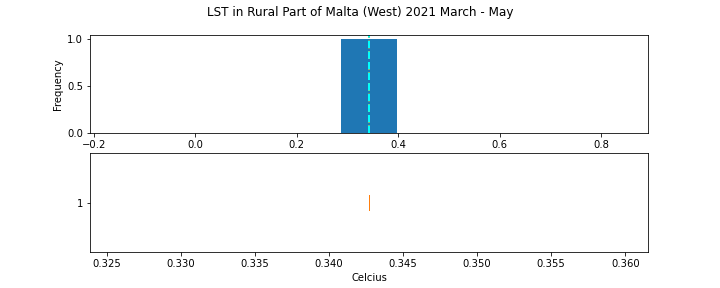 LST in Rural Part of Malta (West) 2021 March - May
Frequency
1.0
0.5
0.0
−0.2 0.0 0.2 0.4 0.6 0.8
1
0.325 0.330 0.335 0.340 0.345 0.350 0.355 0.360
Celcius